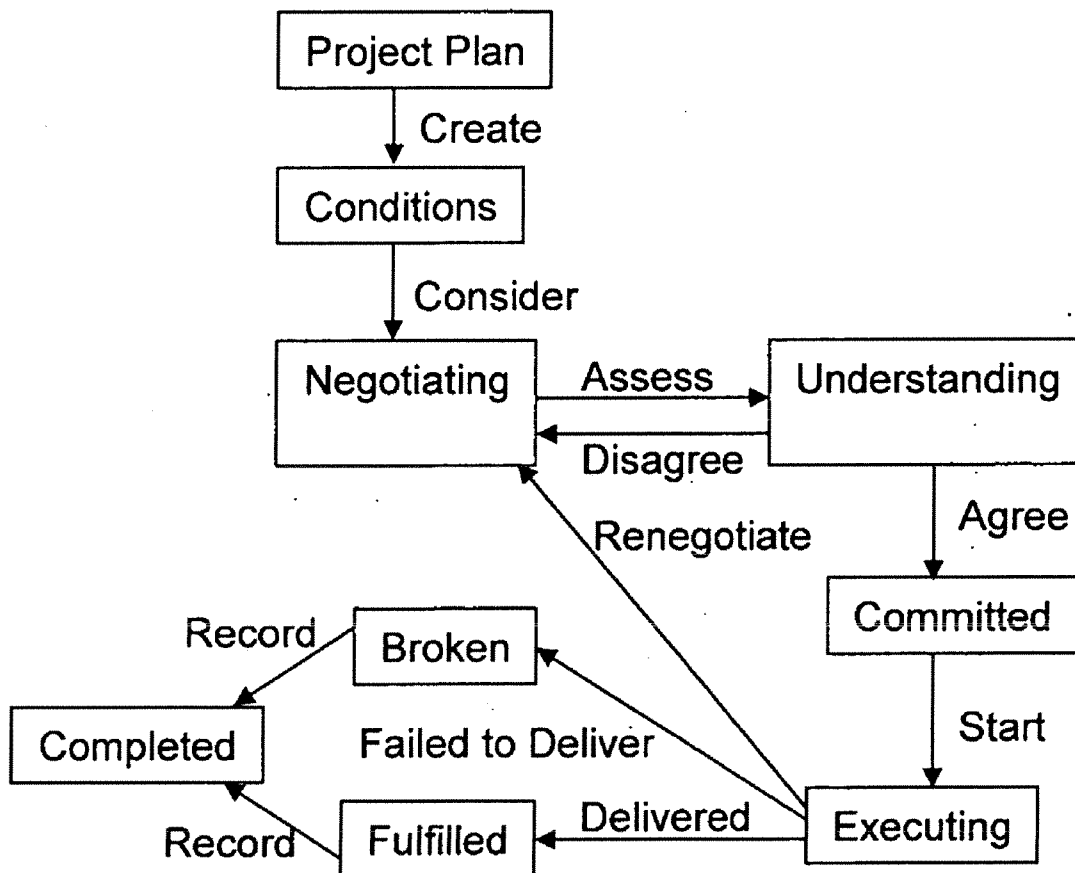 Project Plan
Create
Conditions
Consider
Negotiating
Assess
Understanding
Disagree
Renegotiate
Agree
Committed
Record
Broken
Start
Completed
Failed to Deliver
Delivered
Executing
Record
Fulfilled